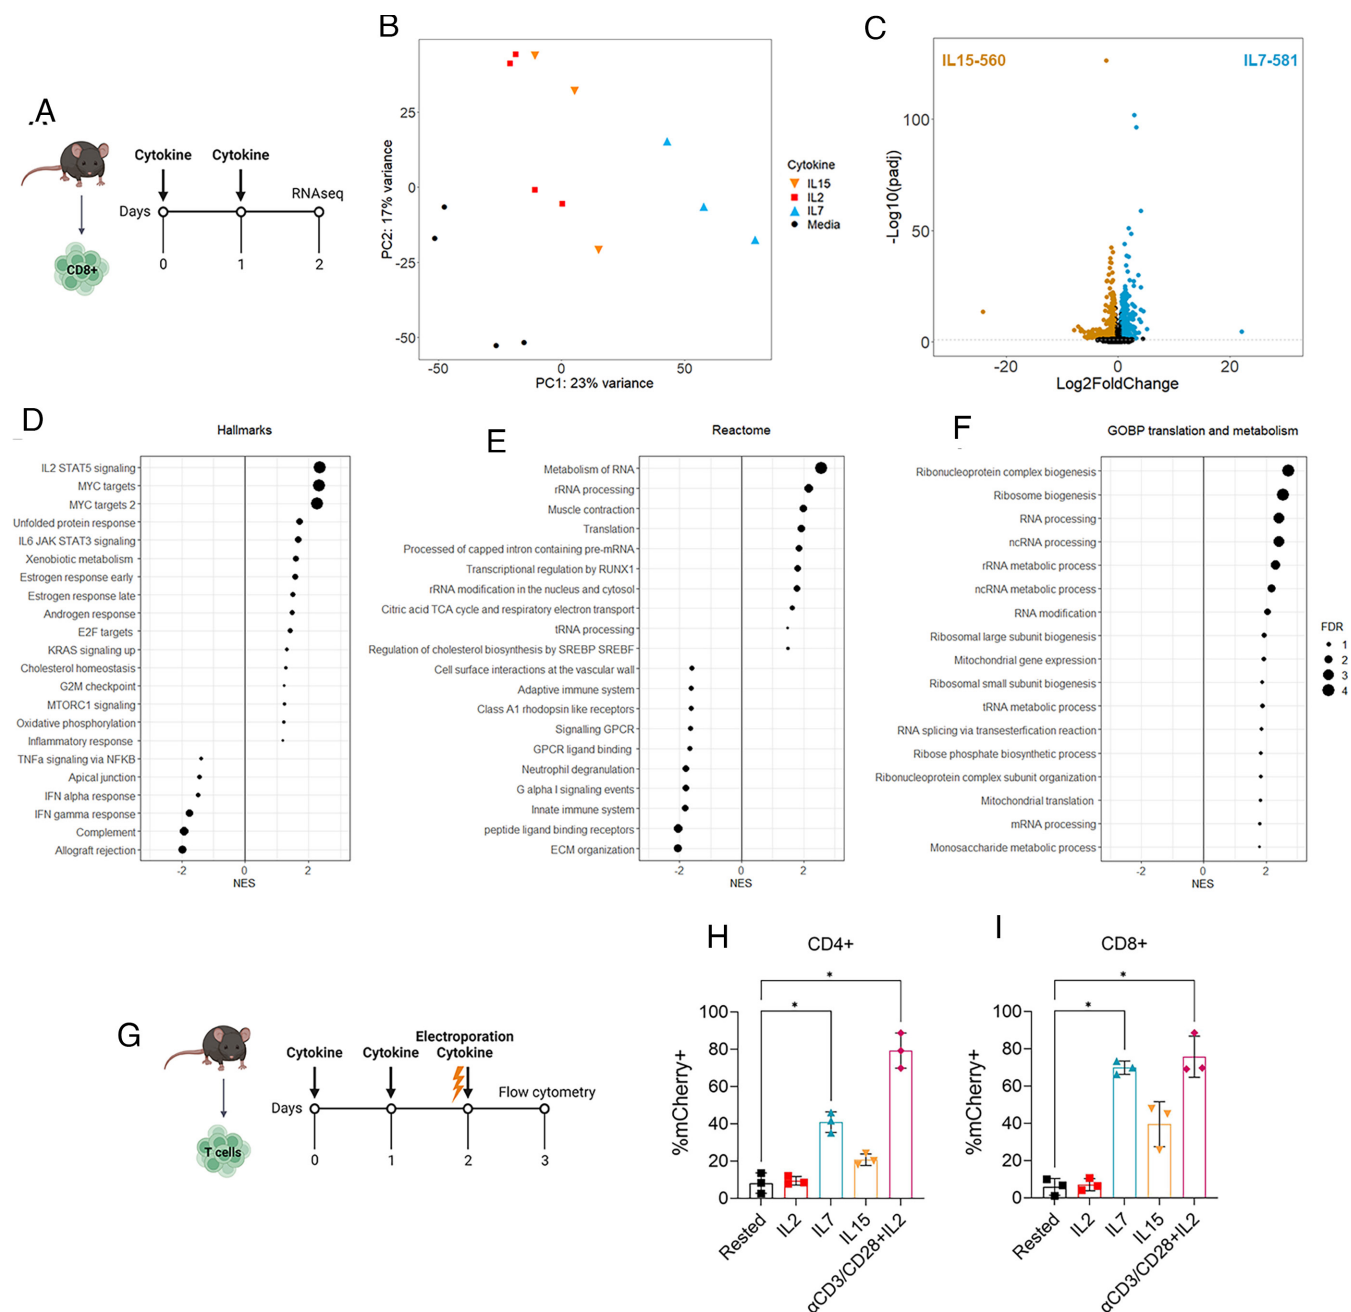 A
Cytokine Cytokine
RNAseq
Days
CD8+
0 1 2
B
25
0
-25
-50
PC2: 17% variance
-50 0 50
PC1: 23% variance
Cytokine
IL15
IL2
IL7
Media
C
IL15-560 IL7-581
100
50
0
-Log10(padj)
-20 0 20
Log2FoldChange
D
Hallmarks
IL2 STAT5 signaling
MYC targets
MYC targets 2
Unfolded protein response
IL6 JAK STAT3 signaling
Xenobiotic metabolism
Estrogen response early
Estrogen response late
Androgen response
E2F targets
KRAS signaling up
Cholesterol homeostasis
G2M checkpoint
MTORC1 signaling
Oxidative phosphorylation
Inflammatory response
TNFa signaling via NFKB
Apical junction
IFN alpha response
IFN gamma response
Complement
Allograft rejection
-2 0 2
NES
E
Reactome
Metabolism of RNA
rRNA processing
Muscle contraction
Translation
Processed of capped intron containing pre-mRNA
Transcriptional regulation by RUNX1
rRNA modification in the nucleus and cytosol
Citric acid TCA cycle and respiratory electron transport
tRNA processing
Regulation of cholesterol biosynthesis by SREBP SREBF
Cell surface interactions at the vascular wall
Adaptive immune system
Class A1 rhodopsin like receptors
Signalling GPCR
GPCR ligand binding
Neutrophil degranulation
G alpha I signaling events
Innate immune system
peptide ligand binding receptors
ECM organization
-2 0 2
NES
F
GOBP translation and metabolism
Ribonucleoprotein complex biogenesis
Ribosome biogenesis
RNA processing
ncRNA processing
rRNA metabolic process
ncRNA metabolic process
RNA modification
Ribosomal large subunit biogenesis
Mitochondrial gene expression
Ribosomal small subunit biogenesis
tRNA metabolic process
RNA splicing via transesterfication reaction
Ribose phosphate biosynthetic process
Ribonucleoprotein complex subunit organization
Mitochondrial translation
mRNA processing
Monosaccharide metabolic process
-2 0 2
NES
FDR
1
2
3
4
G
Electroporation
Cytokine Cytokine Cytokine
Flow cytometry
Days
T cells
0 1 2 3
H
CD4+
* *
100
80
60
40
20
0
%mCherry+
Rested IL2 IL7 IL15 αCD3/CD28+IL2
I
CD8+
* *
100
80
60
40
20
0
%mCherry+
Rested IL2 IL7 IL15 αCD3/CD28+IL2